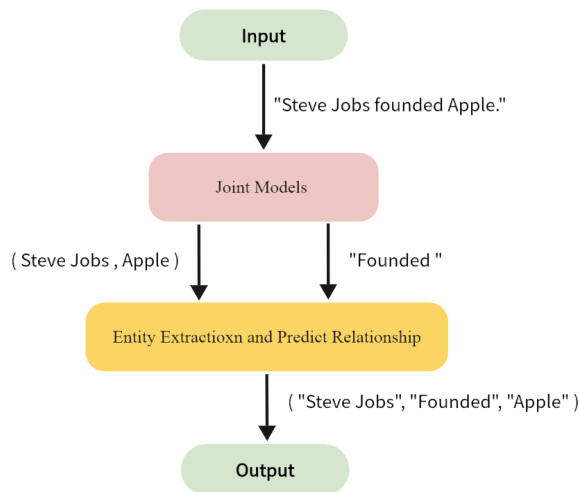 Input
"Steve Jobs founded Apple."
Joint Models
( Steve Jobs , Apple )
"Founded "
Entity Extractioxn and Predict Relationship
( "Steve Jobs", "Founded", "Apple" )
Output